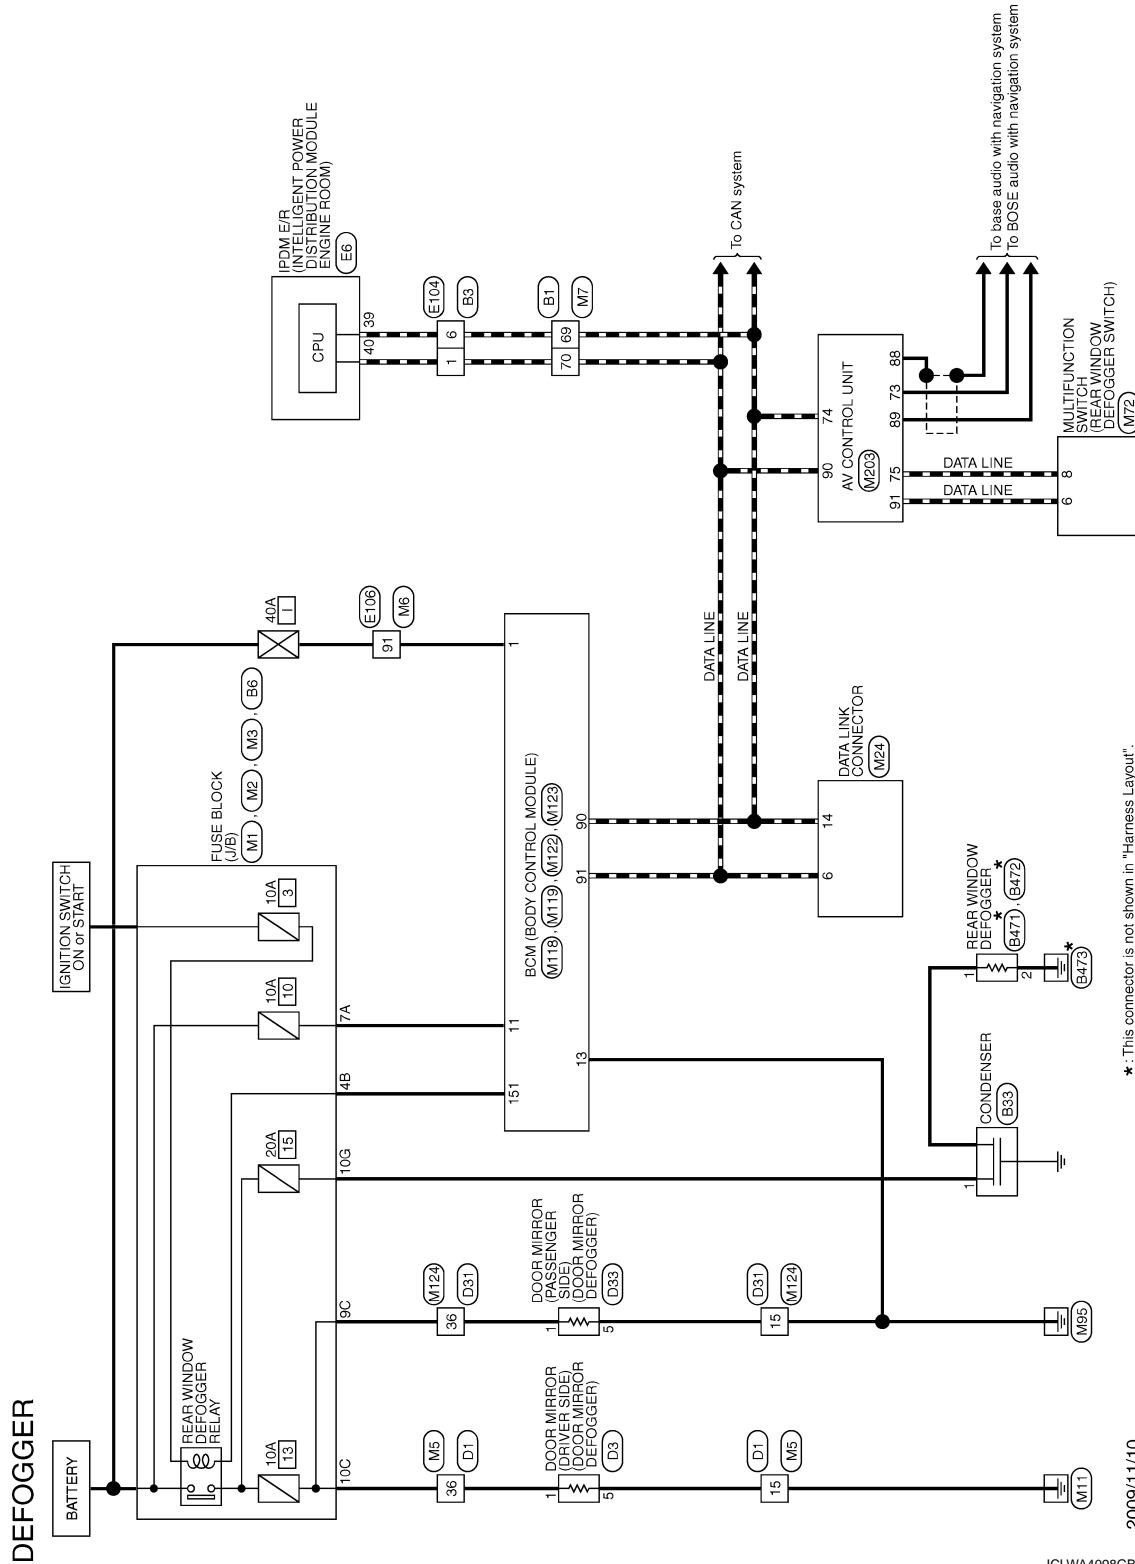 DEFOGGER
BATTERY
IGNITION SWITCH
ON or START
FUSE BLOCK
(J/B)
M1 , M2 , M3 , B6
REAR WINDOW
DEFOGGER
RELAY
10A
13
20A
15
10A
10
10A
3
40A
I
10C
9C
10G
4B
7A
E106
M6
91
IPDM E/R
(INTELLIGENT POWER
DISTRIBUTION MODULE
ENGINE ROOM)
E6
CPU
40
39
E104
B3
1
6
B1
M7
70
69
To CAN system
BCM (BODY CONTROL MODULE)
M118 , M119 , M122 , M123
151
11
1
13
91
90
DATA LINE
DATA LINE
DATA LINK
CONNECTOR
M24
6
14
AV CONTROL UNIT
M203
90
74
91
75
89
73
88
DATA LINE
DATA LINE
To base audio with navigation system
To BOSE audio with navigation system
MULTIFUNCTION
SWITCH
(REAR WINDOW
DEFOGGER SWITCH)
M72
6
8
M5
D1
36
DOOR MIRROR
(DRIVER SIDE)
(DOOR MIRROR
DEFOGGER)
D3
1
5
D1
M5
15
M11
M124
D31
36
DOOR MIRROR
(PASSENGER
SIDE)
(DOOR MIRROR
DEFOGGER)
D33
1
5
D31
M124
15
M95
CONDENSER
B33
1
REAR WINDOW
DEFOGGER
B471* , B472*
1
2
B473*
* : This connector is not shown in "Harness Layout".
2009/11/10